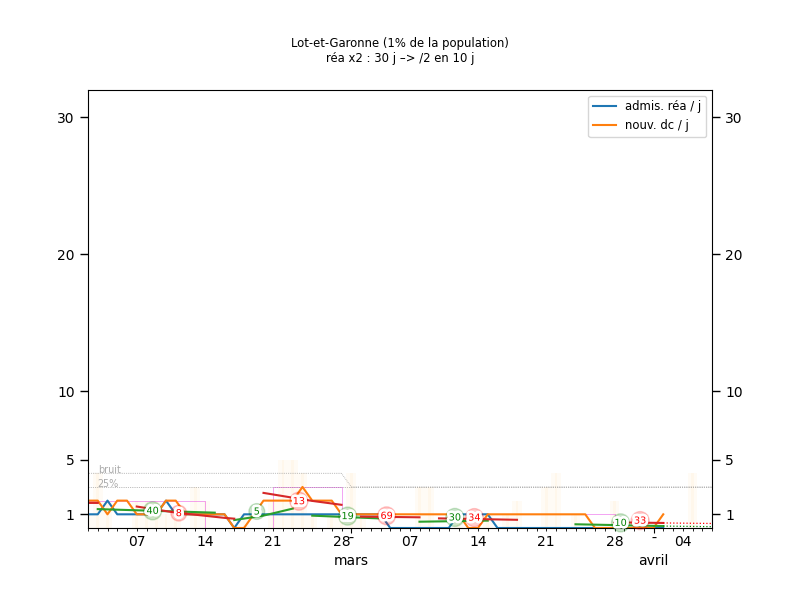 Lot-et-Garonne (1% de la population)
réa x2 : 30 j –> /2 en 10 j
admis. réa / j
nouv. dc / j
30 30
20 20
10 10
5 5
bruit
25%
1 1
40 8 5 13 19 69 30 34 10 33
07 14 21 28 07 14 21 28 - 04
mars avril